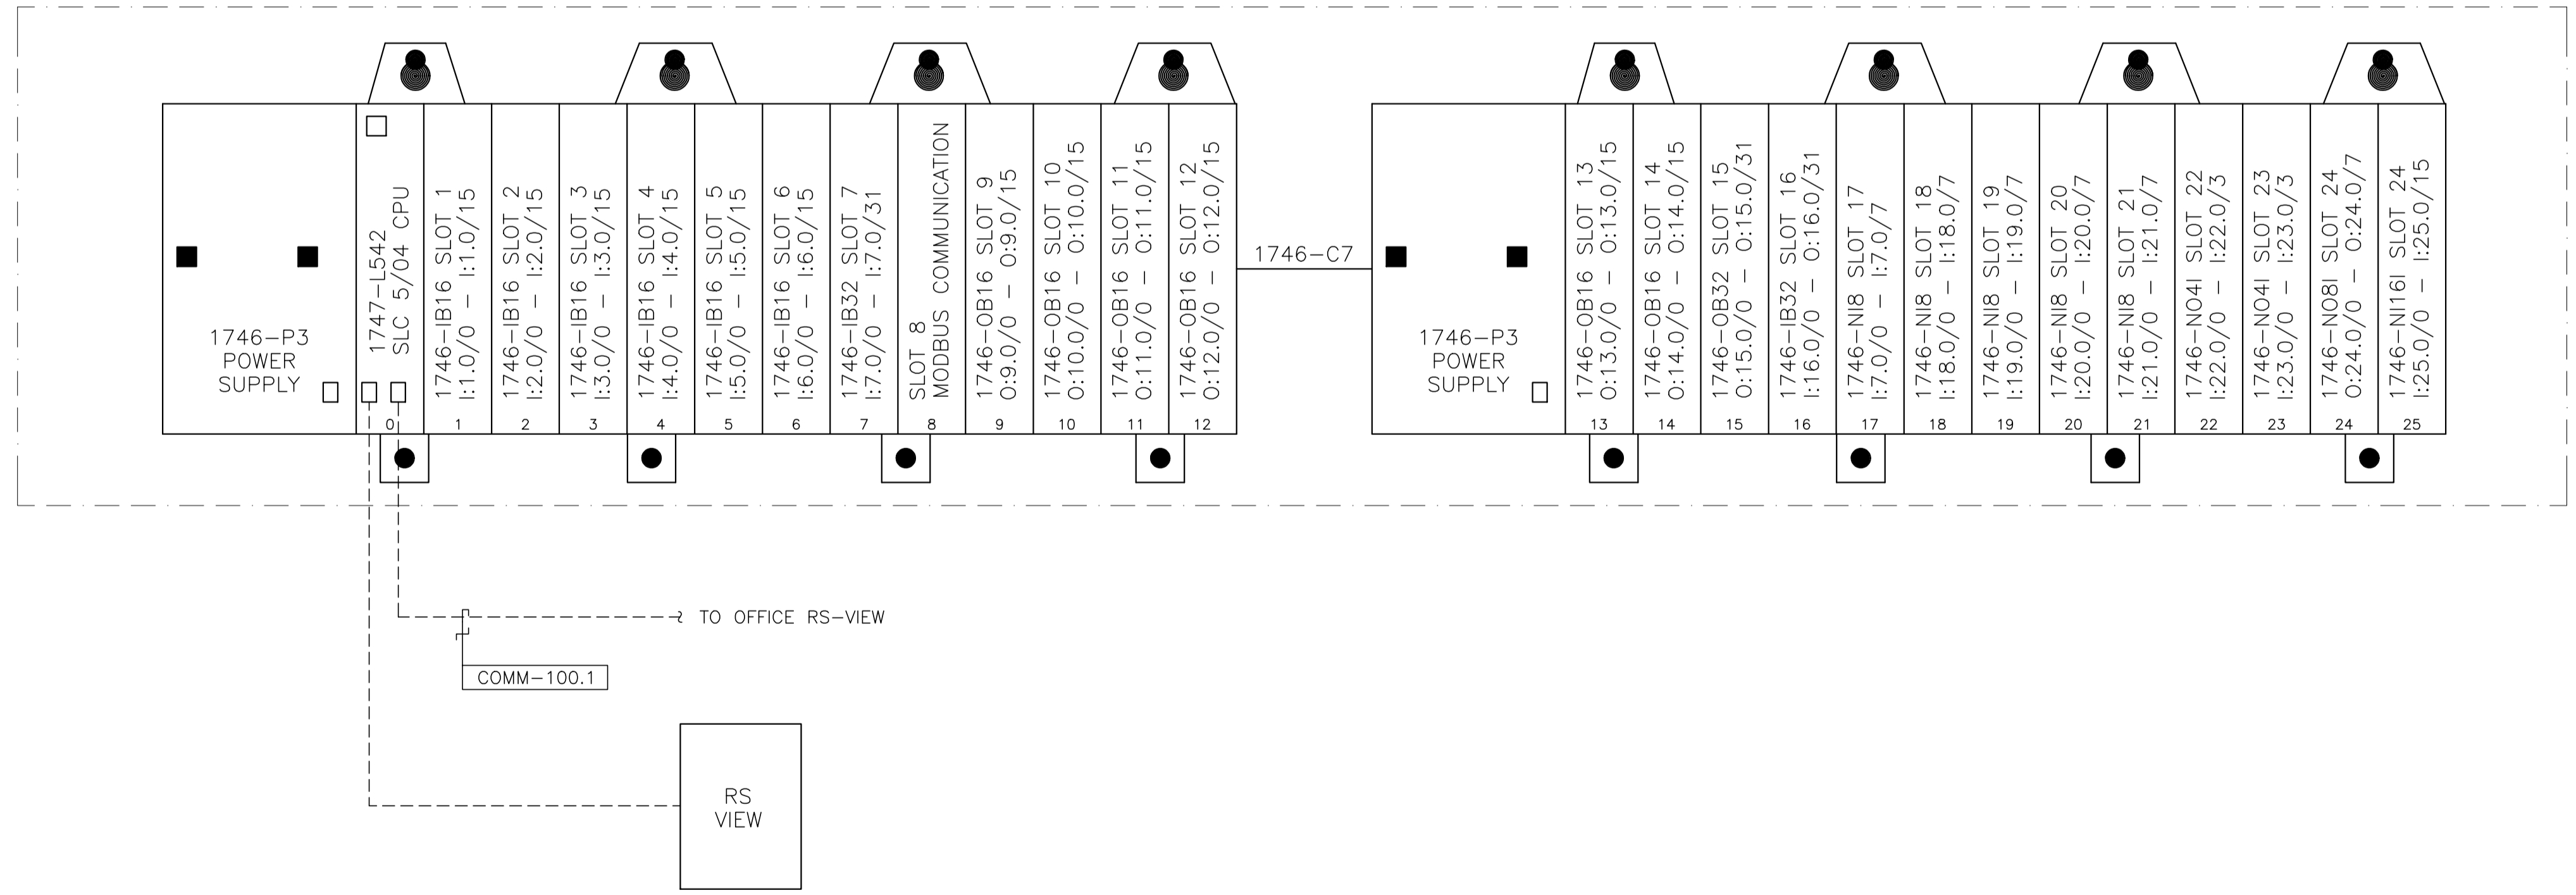 1746-P3
POWER
SUPPLY
1747-L542
SLC 5/04 CPU
0
1746-IB16 SLOT 1
I:1.0/0 - I:1.0/15
1
1746-IB16 SLOT 2
I:2.0/0 - I:2.0/15
2
1746-IB16 SLOT 3
I:3.0/0 - I:3.0/15
3
1746-IB16 SLOT 4
I:4.0/0 - I:4.0/15
4
1746-IB16 SLOT 5
I:5.0/0 - I:5.0/15
5
1746-IB16 SLOT 6
I:6.0/0 - I:6.0/15
6
1746-IB32 SLOT 7
I:7.0/0 - I:7.0/31
7
SLOT 8
MODBUS COMMUNICATION
8
1746-OB16 SLOT 9
O:9.0/0 - O:9.0/15
9
1746-OB16 SLOT 10
O:10.0/0 - O:10.0/15
10
1746-OB16 SLOT 11
O:11.0/0 - O:11.0/15
11
1746-OB16 SLOT 12
O:12.0/0 - O:12.0/15
12
1746-C7
1746-P3
POWER
SUPPLY
1746-OB16 SLOT 13
O:13.0/0 - O:13.0/15
13
1746-OB16 SLOT 14
O:14.0/0 - O:14.0/15
14
1746-OB32 SLOT 15
O:15.0/0 - O:15.0/31
15
1746-IB32 SLOT 16
I:16.0/0 - O:16.0/31
16
1746-NI8 SLOT 17
I:7.0/0 - I:7.0/7
17
1746-NI8 SLOT 18
I:18.0/0 - I:18.0/7
18
1746-NI8 SLOT 19
I:19.0/0 - I:19.0/7
19
1746-NI8 SLOT 20
I:20.0/0 - I:20.0/7
20
1746-NI8 SLOT 21
I:21.0/0 - I:21.0/7
21
1746-NO4I SLOT 22
I:22.0/0 - I:22.0/3
22
1746-NO4I SLOT 23
I:23.0/0 - I:23.0/3
23
1746-NO8I SLOT 24
O:24.0/0 - O:24.0/7
24
1746-NI16I SLOT 24
I:25.0/0 - I:25.0/15
25
TO OFFICE RS-VIEW
COMM-100.1
RS
VIEW